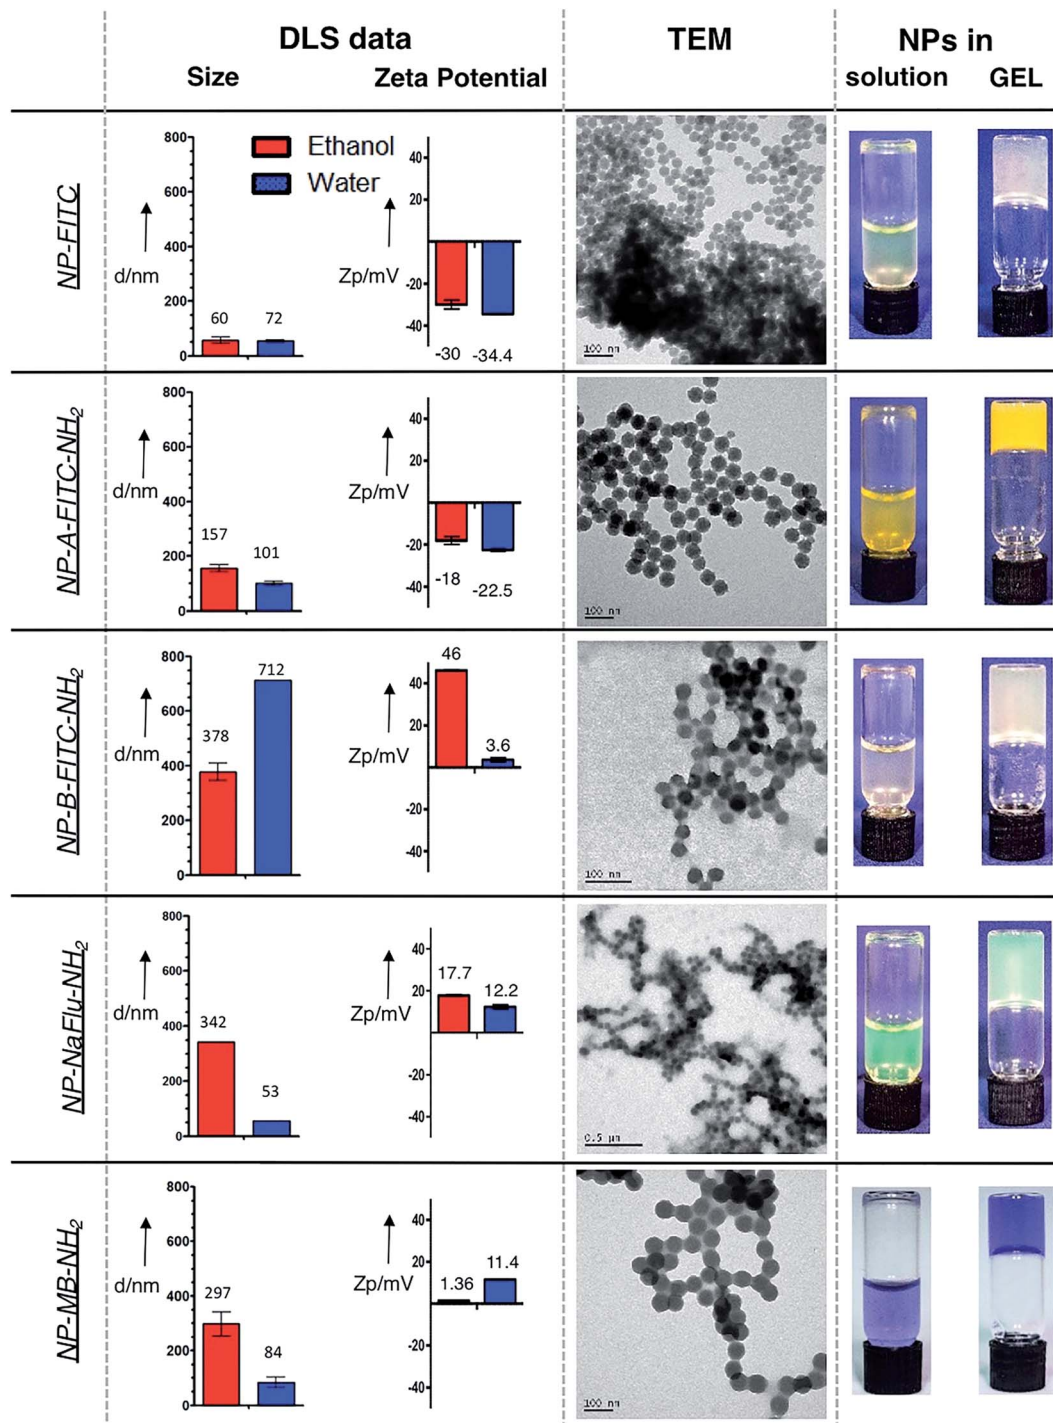 DLS data TEM NPs in
Size Zeta Potential solution GEL
NP-FITC
800
600
400
200
0
d/nm
60 72
Ethanol
Water
Zp/mV
20
-20
-40
-30 -34.4
100 nm
NP-A-FITC-NH2
800
600
400
200
0
d/nm
157 101
Zp/mV
40
20
-20
-40
-18 -22.5
100 nm
NP-B-FITC-NH2
800
600
400
200
0
d/nm
378 712
Zp/mV
40
20
-20
-40
46 3.6
100 nm
NP-NaFlu-NH2
800
600
400
200
0
d/nm
342 53
Zp/mV
40
20
-20
-40
17.7 12.2
0.5 µm
NP-MB-NH2
800
600
400
200
0
d/nm
297 84
Zp/mV
40
20
-20
-40
1.36 11.4
100 nm